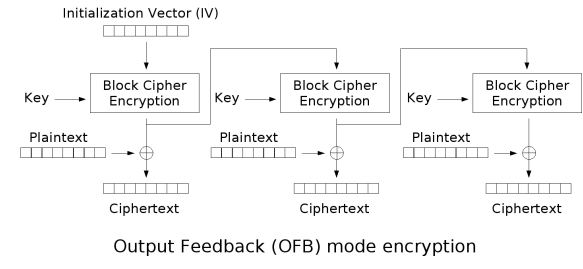 Initialization Vector (IV)
Key
Block Cipher
Encryption
Key
Block Cipher
Encryption
Key
Block Cipher
Encryption
Plaintext
Plaintext
Plaintext
Ciphertext
Ciphertext
Ciphertext
Output Feedback (OFB) mode encryption